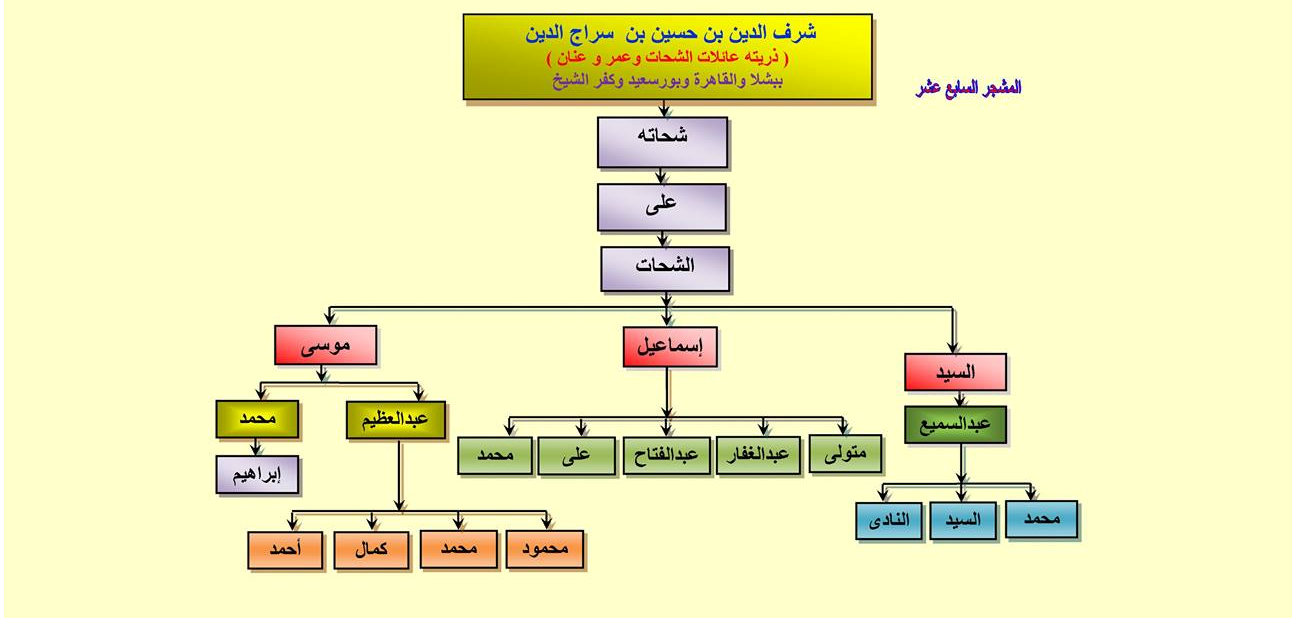 شرف الدين بن حسين بن سراج الدين
( ذريته عائلات الشحات وعمر و عنان )
ببشلا والقاهرة وبورسعيد وكفر الشيخ
المشجر السابع عشر
شحاته
على
الشحات
السيد
إسماعيل
موسى
عبدالسميع
محمد
السيد
النادى
متولى
عبدالغفار
عبدالفتاح
على
محمد
عبدالعظيم
محمد
إبراهيم
محمود
محمد
كمال
أحمد